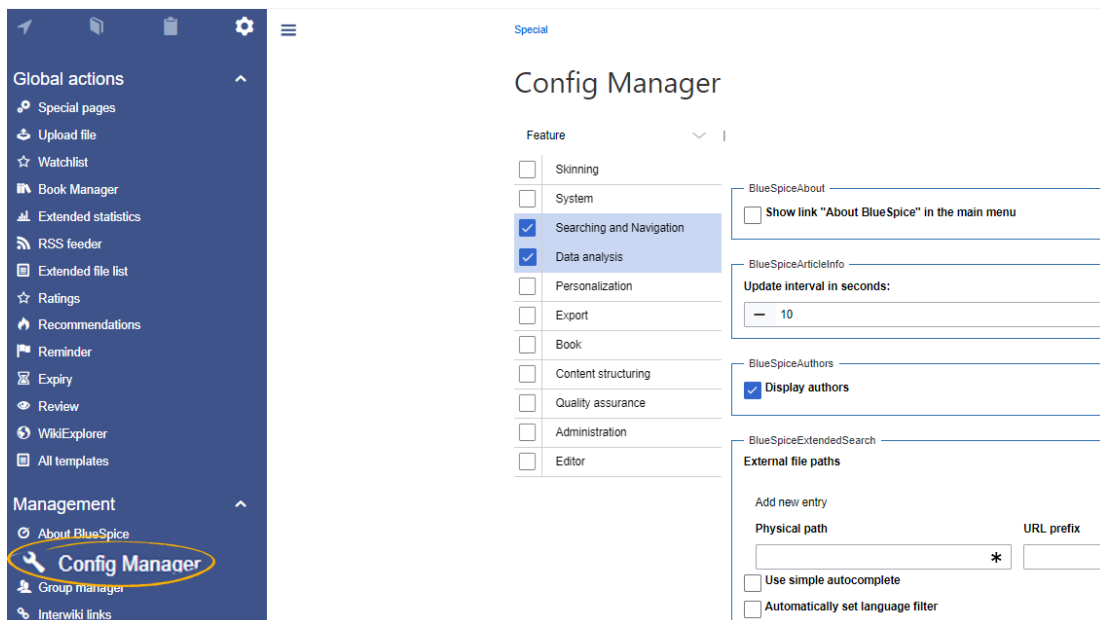 Global actions
Special pages
Upload file
Watchlist
Book Manager
Extended statistics
RSS feeder
Extended file list
Ratings
Recommendations
Reminder
Expiry
Review
WikiExplorer
All templates
Management
About BlueSpice
Config Manager
Group manager
Interwiki links
Special
Config Manager
Feature
Skinning
System
Searching and Navigation
Data analysis
Personalization
Export
Book
Content structuring
Quality assurance
Administration
Editor
BlueSpiceAbout
Show link "About BlueSpice" in the main menu
BlueSpiceArticleInfo
Update interval in seconds:
10
BlueSpiceAuthors
Display authors
BlueSpiceExtendedSearch
External file paths
Add new entry
Physical path URL prefix
*
Use simple autocomplete
Automatically set language filter